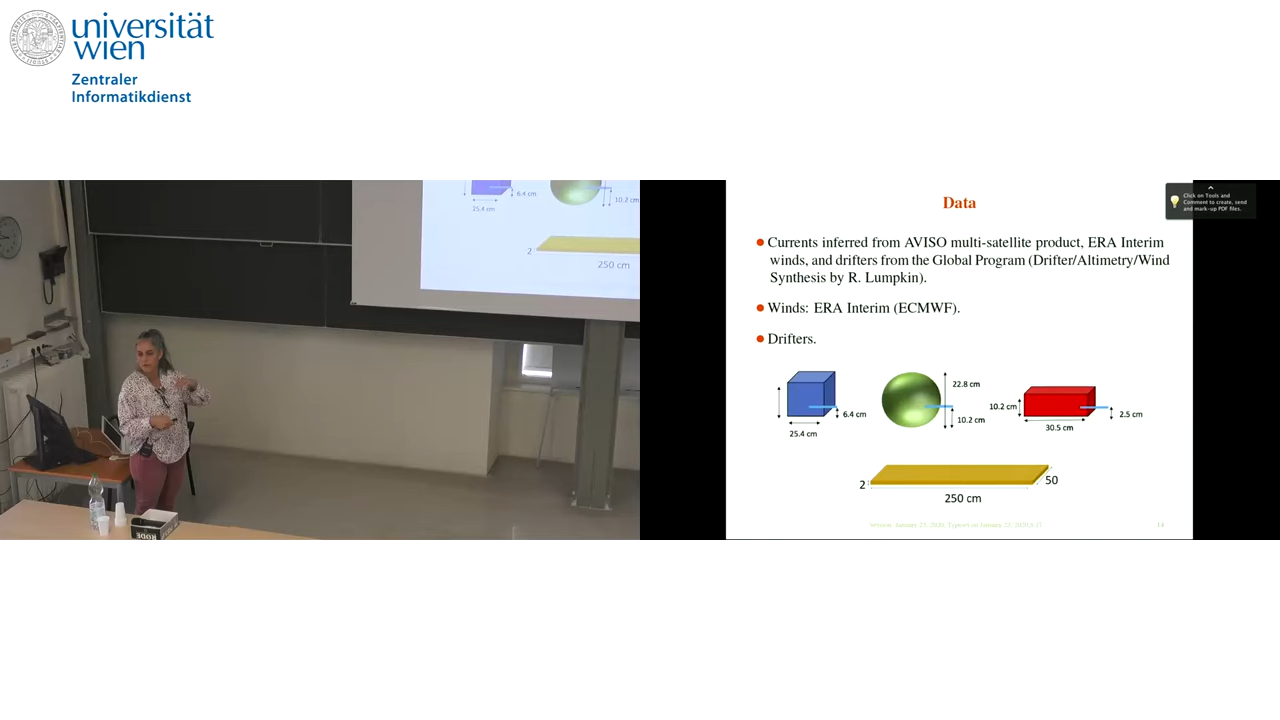 universität
wien
Zentraler
Informatikdienst
6.4 cm
25.4 cm
10.2 cm
2
250 cm
RODE
Click on Tools and
Comment to create, send
and mark-up PDF files.
Data
Currents inferred from AVISO multi-satellite product, ERA Interim
winds, and drifters from the Global Program (Drifter/Altimetry/Wind
Synthesis by R. Lumpkin).
Winds: ERA Interim (ECMWF).
Drifters.
6.4 cm
25.4 cm
22.8 cm
10.2 cm
10.2 cm
2.5 cm
30.5 cm
2
50
250 cm
14